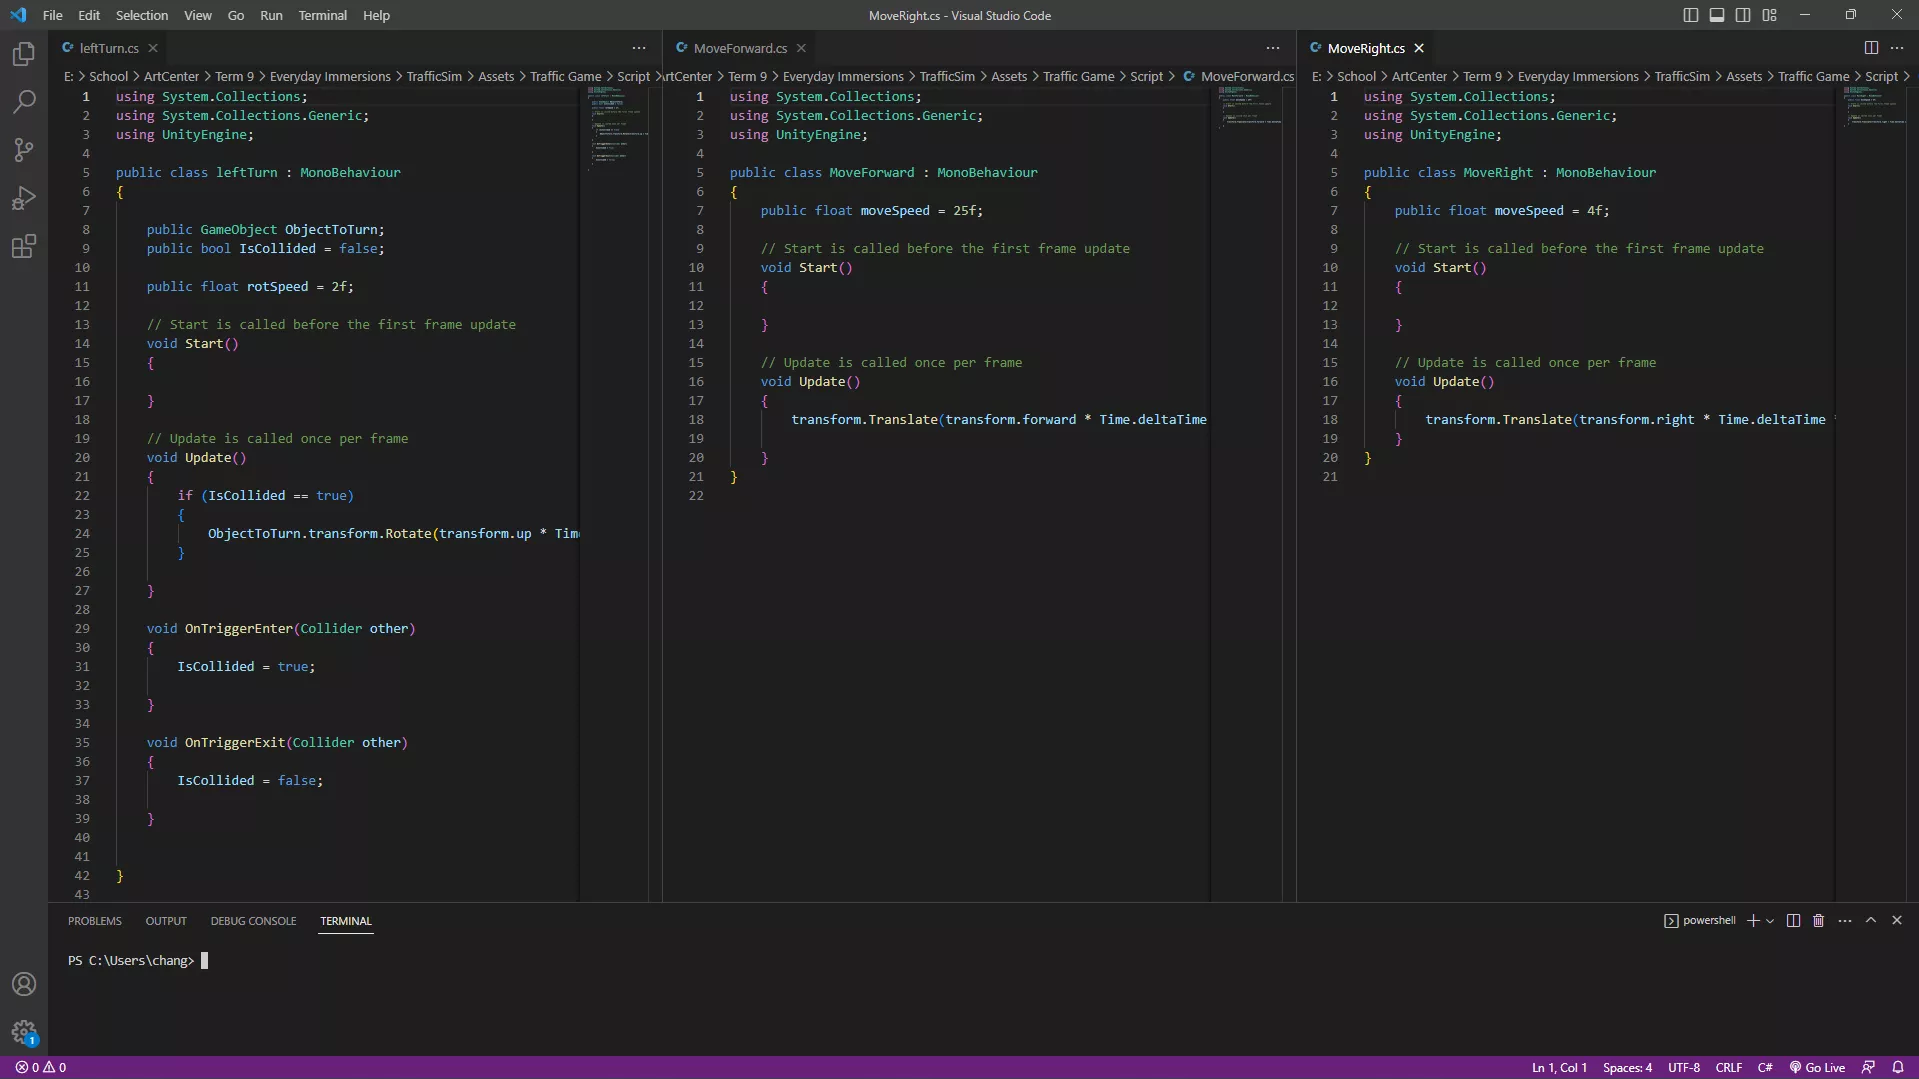 File Edit Selection View Go Run Terminal Help
MoveRight.cs - Visual Studio Code
leftTurn.cs
E: > School > ArtCenter > Term 9 > Everyday Immersions > TrafficSim > Assets > Traffic Game > Script >
1 using System.Collections;
2 using System.Collections.Generic;
3 using UnityEngine;
4
5 public class leftTurn : MonoBehaviour
6 {
7
8 public GameObject ObjectToTurn;
9 public bool IsCollided = false;
10
11 public float rotSpeed = 2f;
12
13 // Start is called before the first frame update
14 void Start()
15 {
16
17 }
18
19 // Update is called once per frame
20 void Update()
21 {
22 if (IsCollided == true)
23 {
24 ObjectToTurn.transform.Rotate(transform.up * Tim
25 }
26
27 }
28
29 void OnTriggerEnter(Collider other)
30 {
31 IsCollided = true;
32
33 }
34
35 void OnTriggerExit(Collider other)
36 {
37 IsCollided = false;
38
39 }
40
41
42 }
43
MoveForward.cs
rtCenter > Term 9 > Everyday Immersions > TrafficSim > Assets > Traffic Game > Script > MoveForward.cs
1 using System.Collections;
2 using System.Collections.Generic;
3 using UnityEngine;
4
5 public class MoveForward : MonoBehaviour
6 {
7 public float moveSpeed = 25f;
8
9 // Start is called before the first frame update
10 void Start()
11 {
12
13 }
14
15 // Update is called once per frame
16 void Update()
17 {
18 transform.Translate(transform.forward * Time.deltaTime
19
20 }
21 }
22
MoveRight.cs
E: > School > ArtCenter > Term 9 > Everyday Immersions > TrafficSim > Assets > Traffic Game > Script >
1 using System.Collections;
2 using System.Collections.Generic;
3 using UnityEngine;
4
5 public class MoveRight : MonoBehaviour
6 {
7 public float moveSpeed = 4f;
8
9 // Start is called before the first frame update
10 void Start()
11 {
12
13 }
14
15 // Update is called once per frame
16 void Update()
17 {
18 transform.Translate(transform.right * Time.deltaTime *
19 }
20 }
21
PROBLEMS OUTPUT DEBUG CONSOLE TERMINAL
powershell
PS C:\Users\chang>
1
0 0
Ln 1, Col 1 Spaces: 4 UTF-8 CRLF C# Go Live